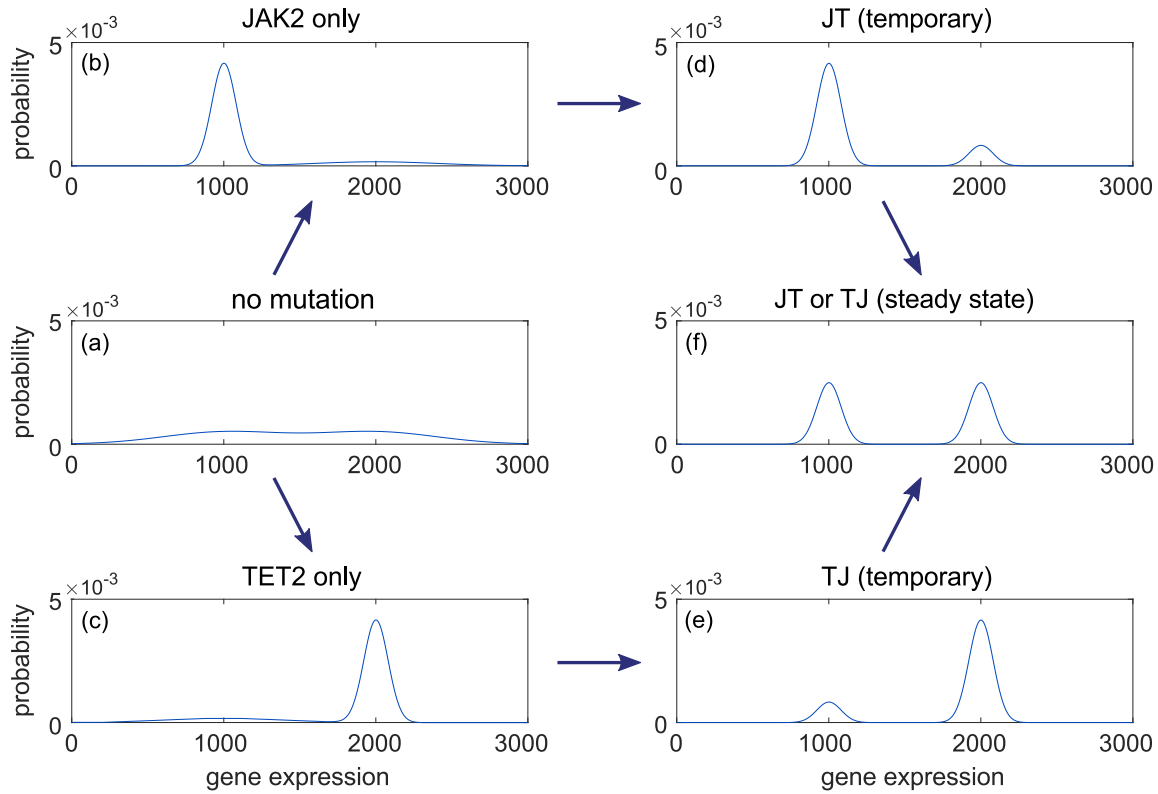 JAK2 only
×10⁻³
5
(b)
probability
0
0 1000 2000 3000
JT (temporary)
×10⁻³
5
(d)
0
0 1000 2000 3000
no mutation
×10⁻³
5
(a)
probability
0
0 1000 2000 3000
JT or TJ (steady state)
×10⁻³
5
(f)
0
0 1000 2000 3000
TET2 only
×10⁻³
5
(c)
probability
0
0 1000 2000 3000
gene expression
TJ (temporary)
×10⁻³
5
(e)
0
0 1000 2000 3000
gene expression